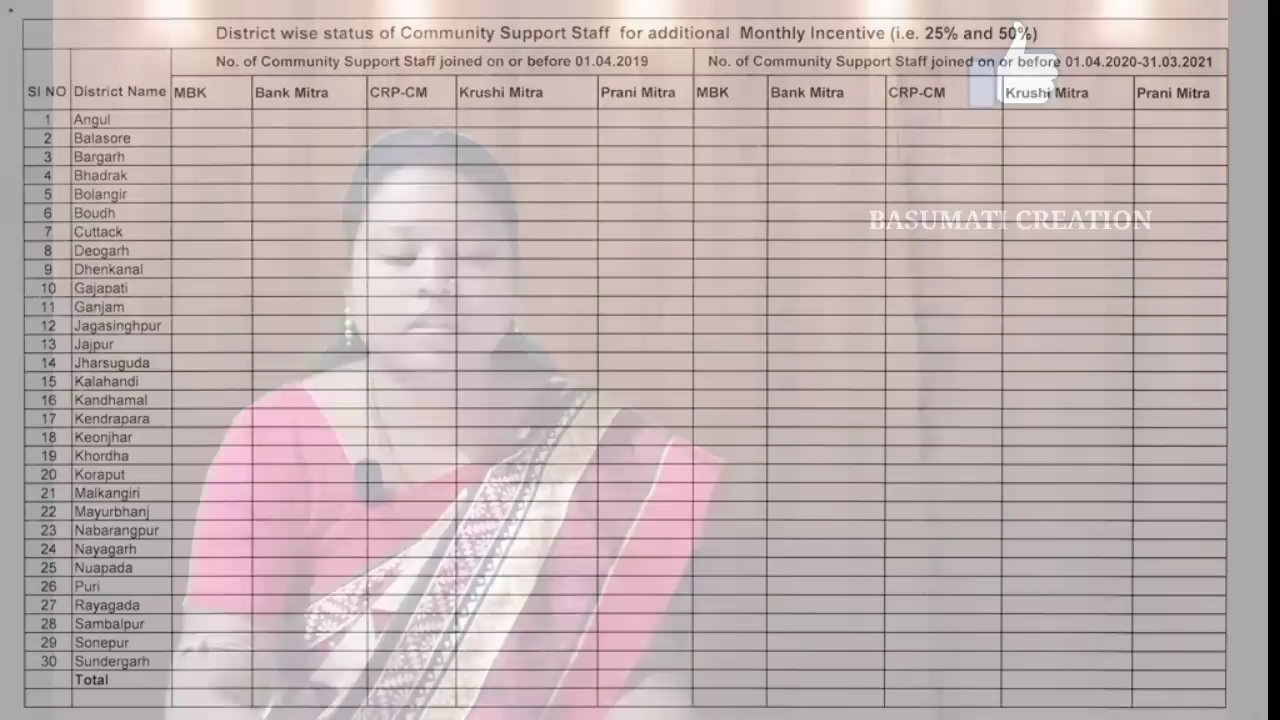 District wise status of Community Support Staff for additional Monthly Incentive (i.e. 25% and 50%)
No. of Community Support Staff joined on or before 01.04.2019 No. of Community Support Staff joined on or before 01.04.2020-31.03.2021
SI NO District Name MBK Bank Mitra CRP-CM Krushi Mitra Prani Mitra MBK Bank Mitra CRP-CM Krushi Mitra Prani Mitra
1 Angul
2 Balasore
3 Bargarh
4 Bhadrak
5 Bolangir
6 Boudh
BASUMATI CREATION
7 Cuttack
8 Deogarh
9 Dhenkanal
10 Gajapati
11 Ganjam
12 Jagasinghpur
13 Jajpur
14 Jharsuguda
15 Kalahandi
16 Kandhamal
17 Kendrapara
18 Keonjhar
19 Khordha
20 Koraput
21 Malkangiri
22 Mayurbhanj
23 Nabarangpur
24 Nayagarh
25 Nuapada
26 Puri
27 Rayagada
28 Sambalpur
29 Sonepur
30 Sundergarh
Total